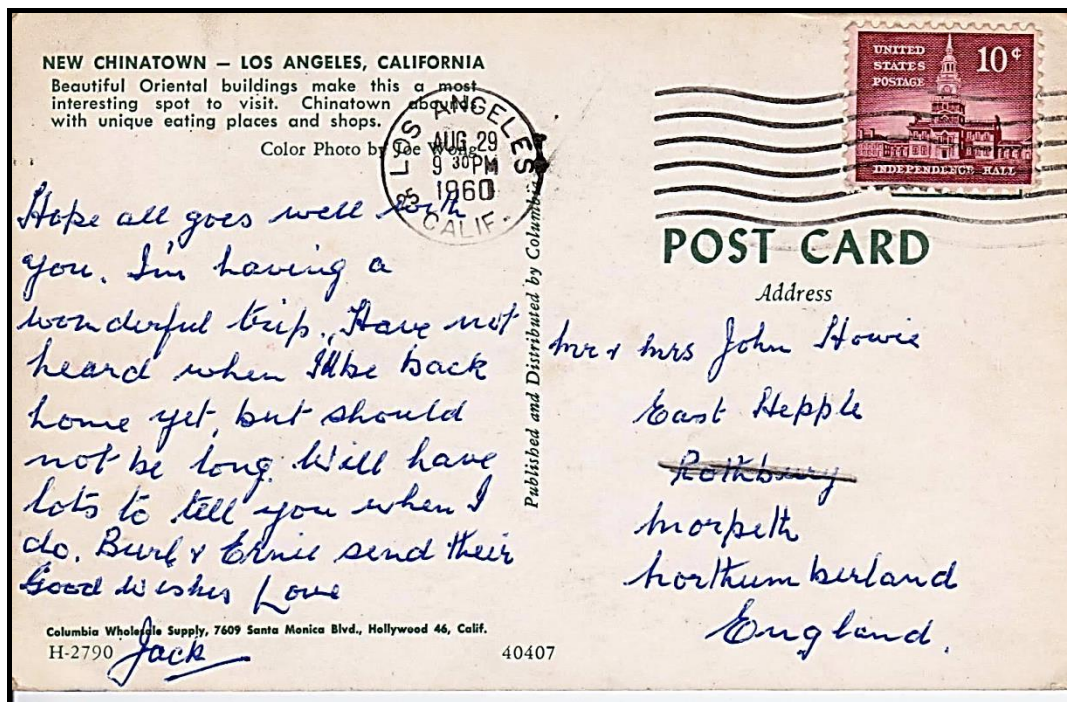 NEW CHINATOWN — LOS ANGELES, CALIFORNIA
Beautiful Oriental buildings make this a most
interesting spot to visit. Chinatown abounds
with unique eating places and shops.
Color Photo by Joe Wong
LOS ANGELES
AUG 29
9 30 PM
1960
CALIF.
25
Hope all goes well with
you. I'm having a
wonderful trip. Have not
heard when I'll be back
home yet, but should
not be long. Will have
lots to tell you when I
do. Burl & Ernie send their
Good Wishes Love
Jack
Columbia Wholesale Supply, 7609 Santa Monica Blvd., Hollywood 46, Calif.
H-2790
40407
Published and Distributed by Columbia
UNITED
STATES
POSTAGE
10¢
INDEPENDENCE HALL
POST CARD
Address
Mr & Mrs John Howie
East Hepple
Rothbury
Morpeth
Northumberland
England.